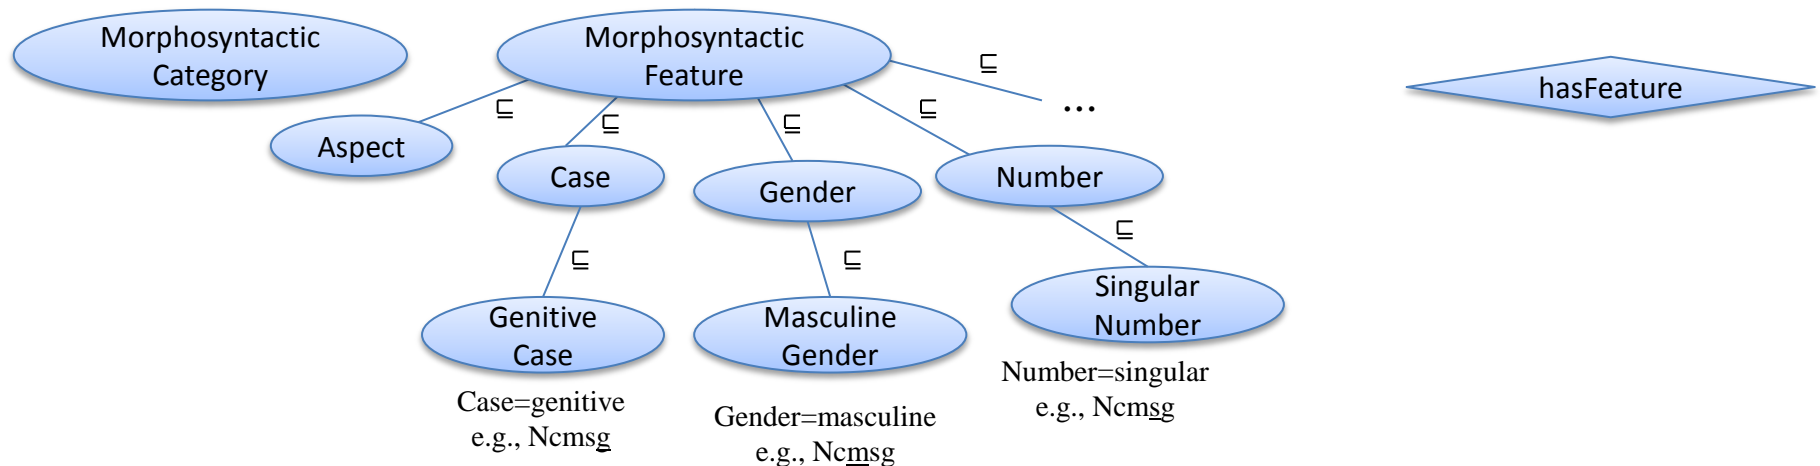 Morphosyntactic
Category
Morphosyntactic
Feature
⊑
...
hasFeature
⊑
⊑
⊑
⊑
Aspect
Case
Gender
Number
⊑
⊑
⊑
Genitive
Case
Masculine
Gender
Singular
Number
Case=genitive
e.g., Ncmsg
Gender=masculine
e.g., Ncmsg
Number=singular
e.g., Ncmsg